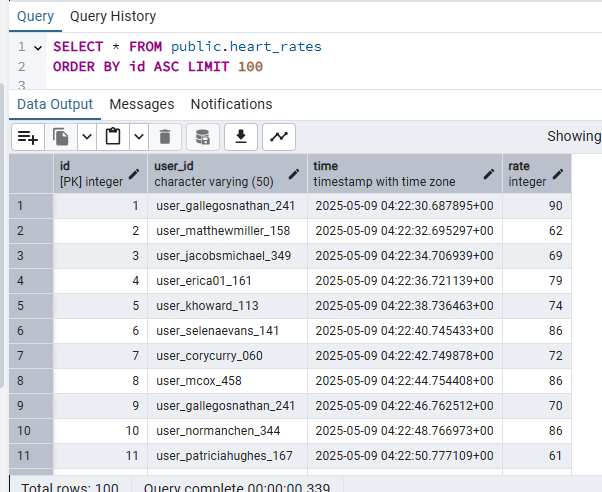 Query Query History
1 SELECT * FROM public.heart_rates
2 ORDER BY id ASC LIMIT 100
3
Data Output Messages Notifications
Showing
id user_id time rate
[PK] integer character varying (50) timestamp with time zone integer
1 1 user_gallegosnathan_241 2025-05-09 04:22:30.687895+00 90
2 2 user_matthewmiller_158 2025-05-09 04:22:32.695297+00 62
3 3 user_jacobsmichael_349 2025-05-09 04:22:34.706939+00 69
4 4 user_erica01_161 2025-05-09 04:22:36.721139+00 79
5 5 user_khoward_113 2025-05-09 04:22:38.736463+00 74
6 6 user_selenaevans_141 2025-05-09 04:22:40.745433+00 86
7 7 user_corycurry_060 2025-05-09 04:22:42.749878+00 72
8 8 user_mcox_458 2025-05-09 04:22:44.754408+00 86
9 9 user_gallegosnathan_241 2025-05-09 04:22:46.762512+00 70
10 10 user_normanchen_344 2025-05-09 04:22:48.766973+00 86
11 11 user_patriciahughes_167 2025-05-09 04:22:50.777109+00 61
Total rows: 100 Query complete 00:00:00.339